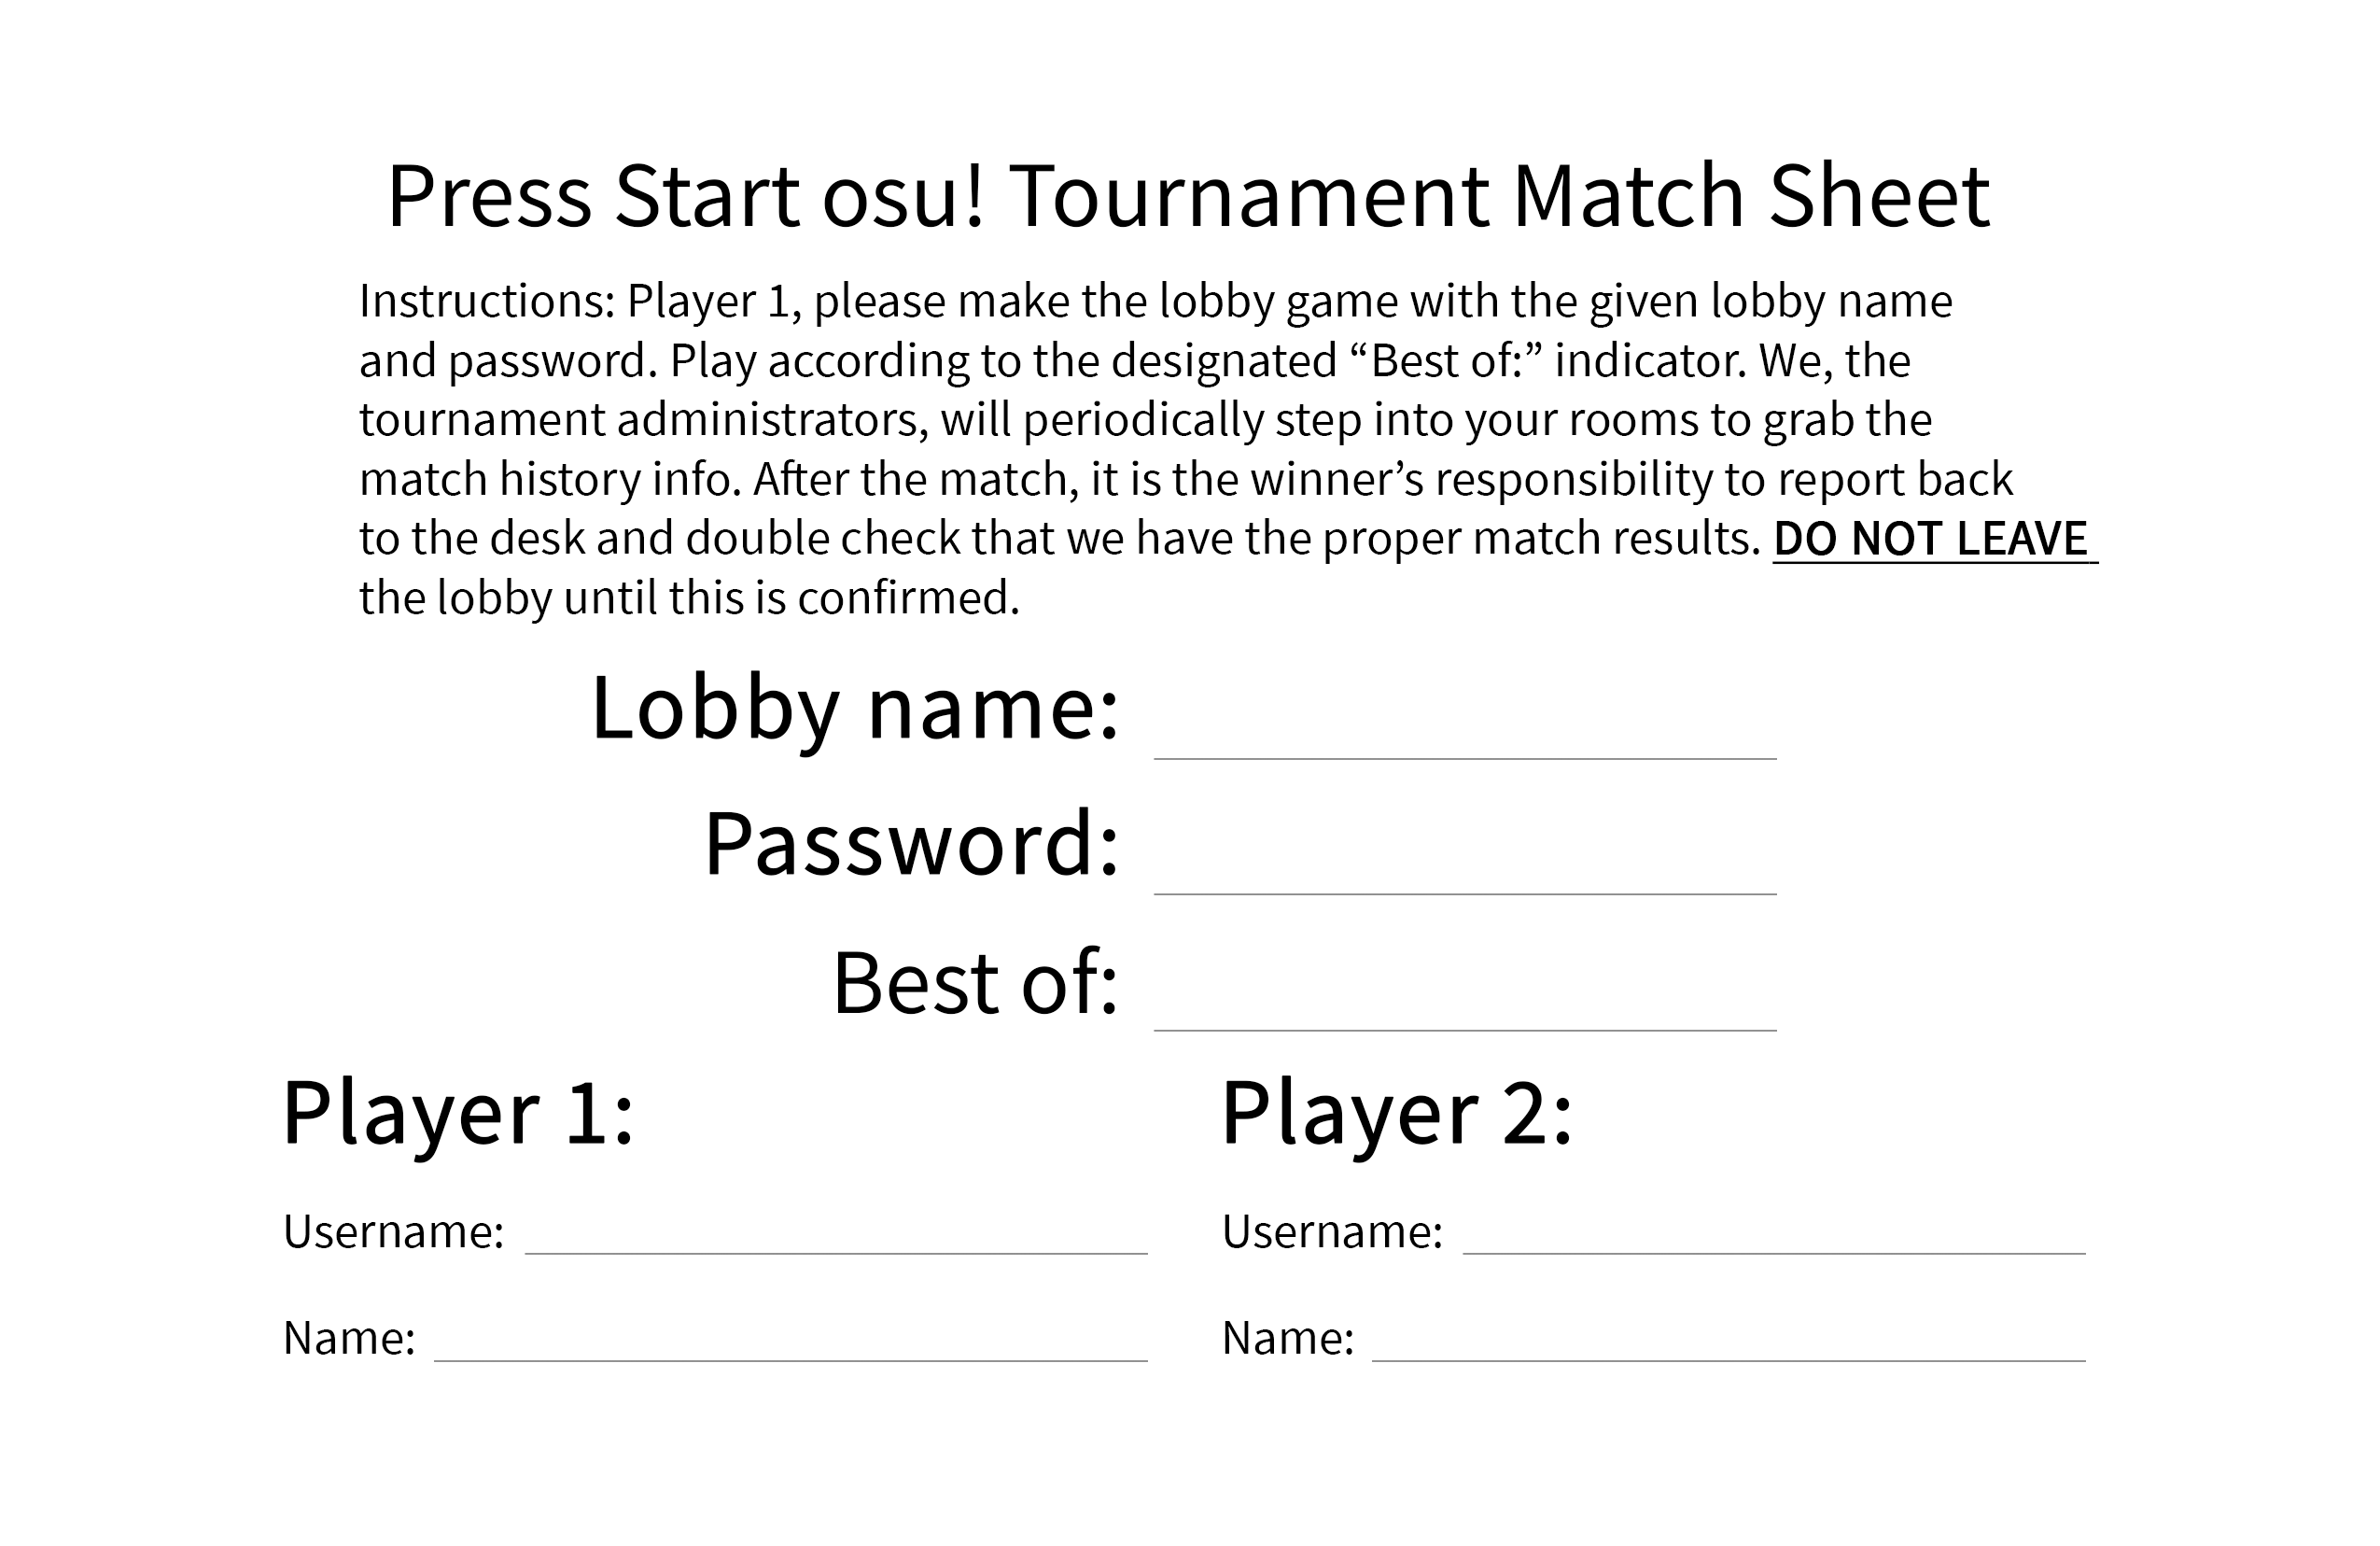 Press Start osu! Tournament Match Sheet
Instructions: Player 1, please make the lobby game with the given lobby name
and password. Play according to the designated “Best of:” indicator. We, the
tournament administrators, will periodically step into your rooms to grab the
match history info. After the match, it is the winner’s responsibility to report back
to the desk and double check that we have the proper match results. DO NOT LEAVE
the lobby until this is confirmed.
Lobby name:
Password:
Best of:
Player 1:
Username:
Name:
Player 2:
Username:
Name: